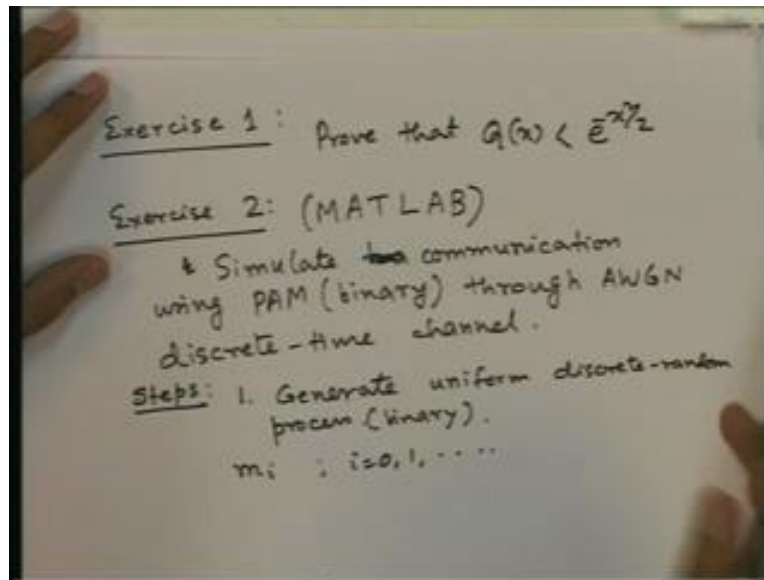 Exercise 1: Prove that Q(x) < e^{-x²/2}
Exercise 2: (MATLAB)
Simulate communication
using PAM (binary) through AWGN
discrete-time channel.
Steps: 1. Generate uniform discrete-random
process (binary).
m_i ; i=0, 1, .....